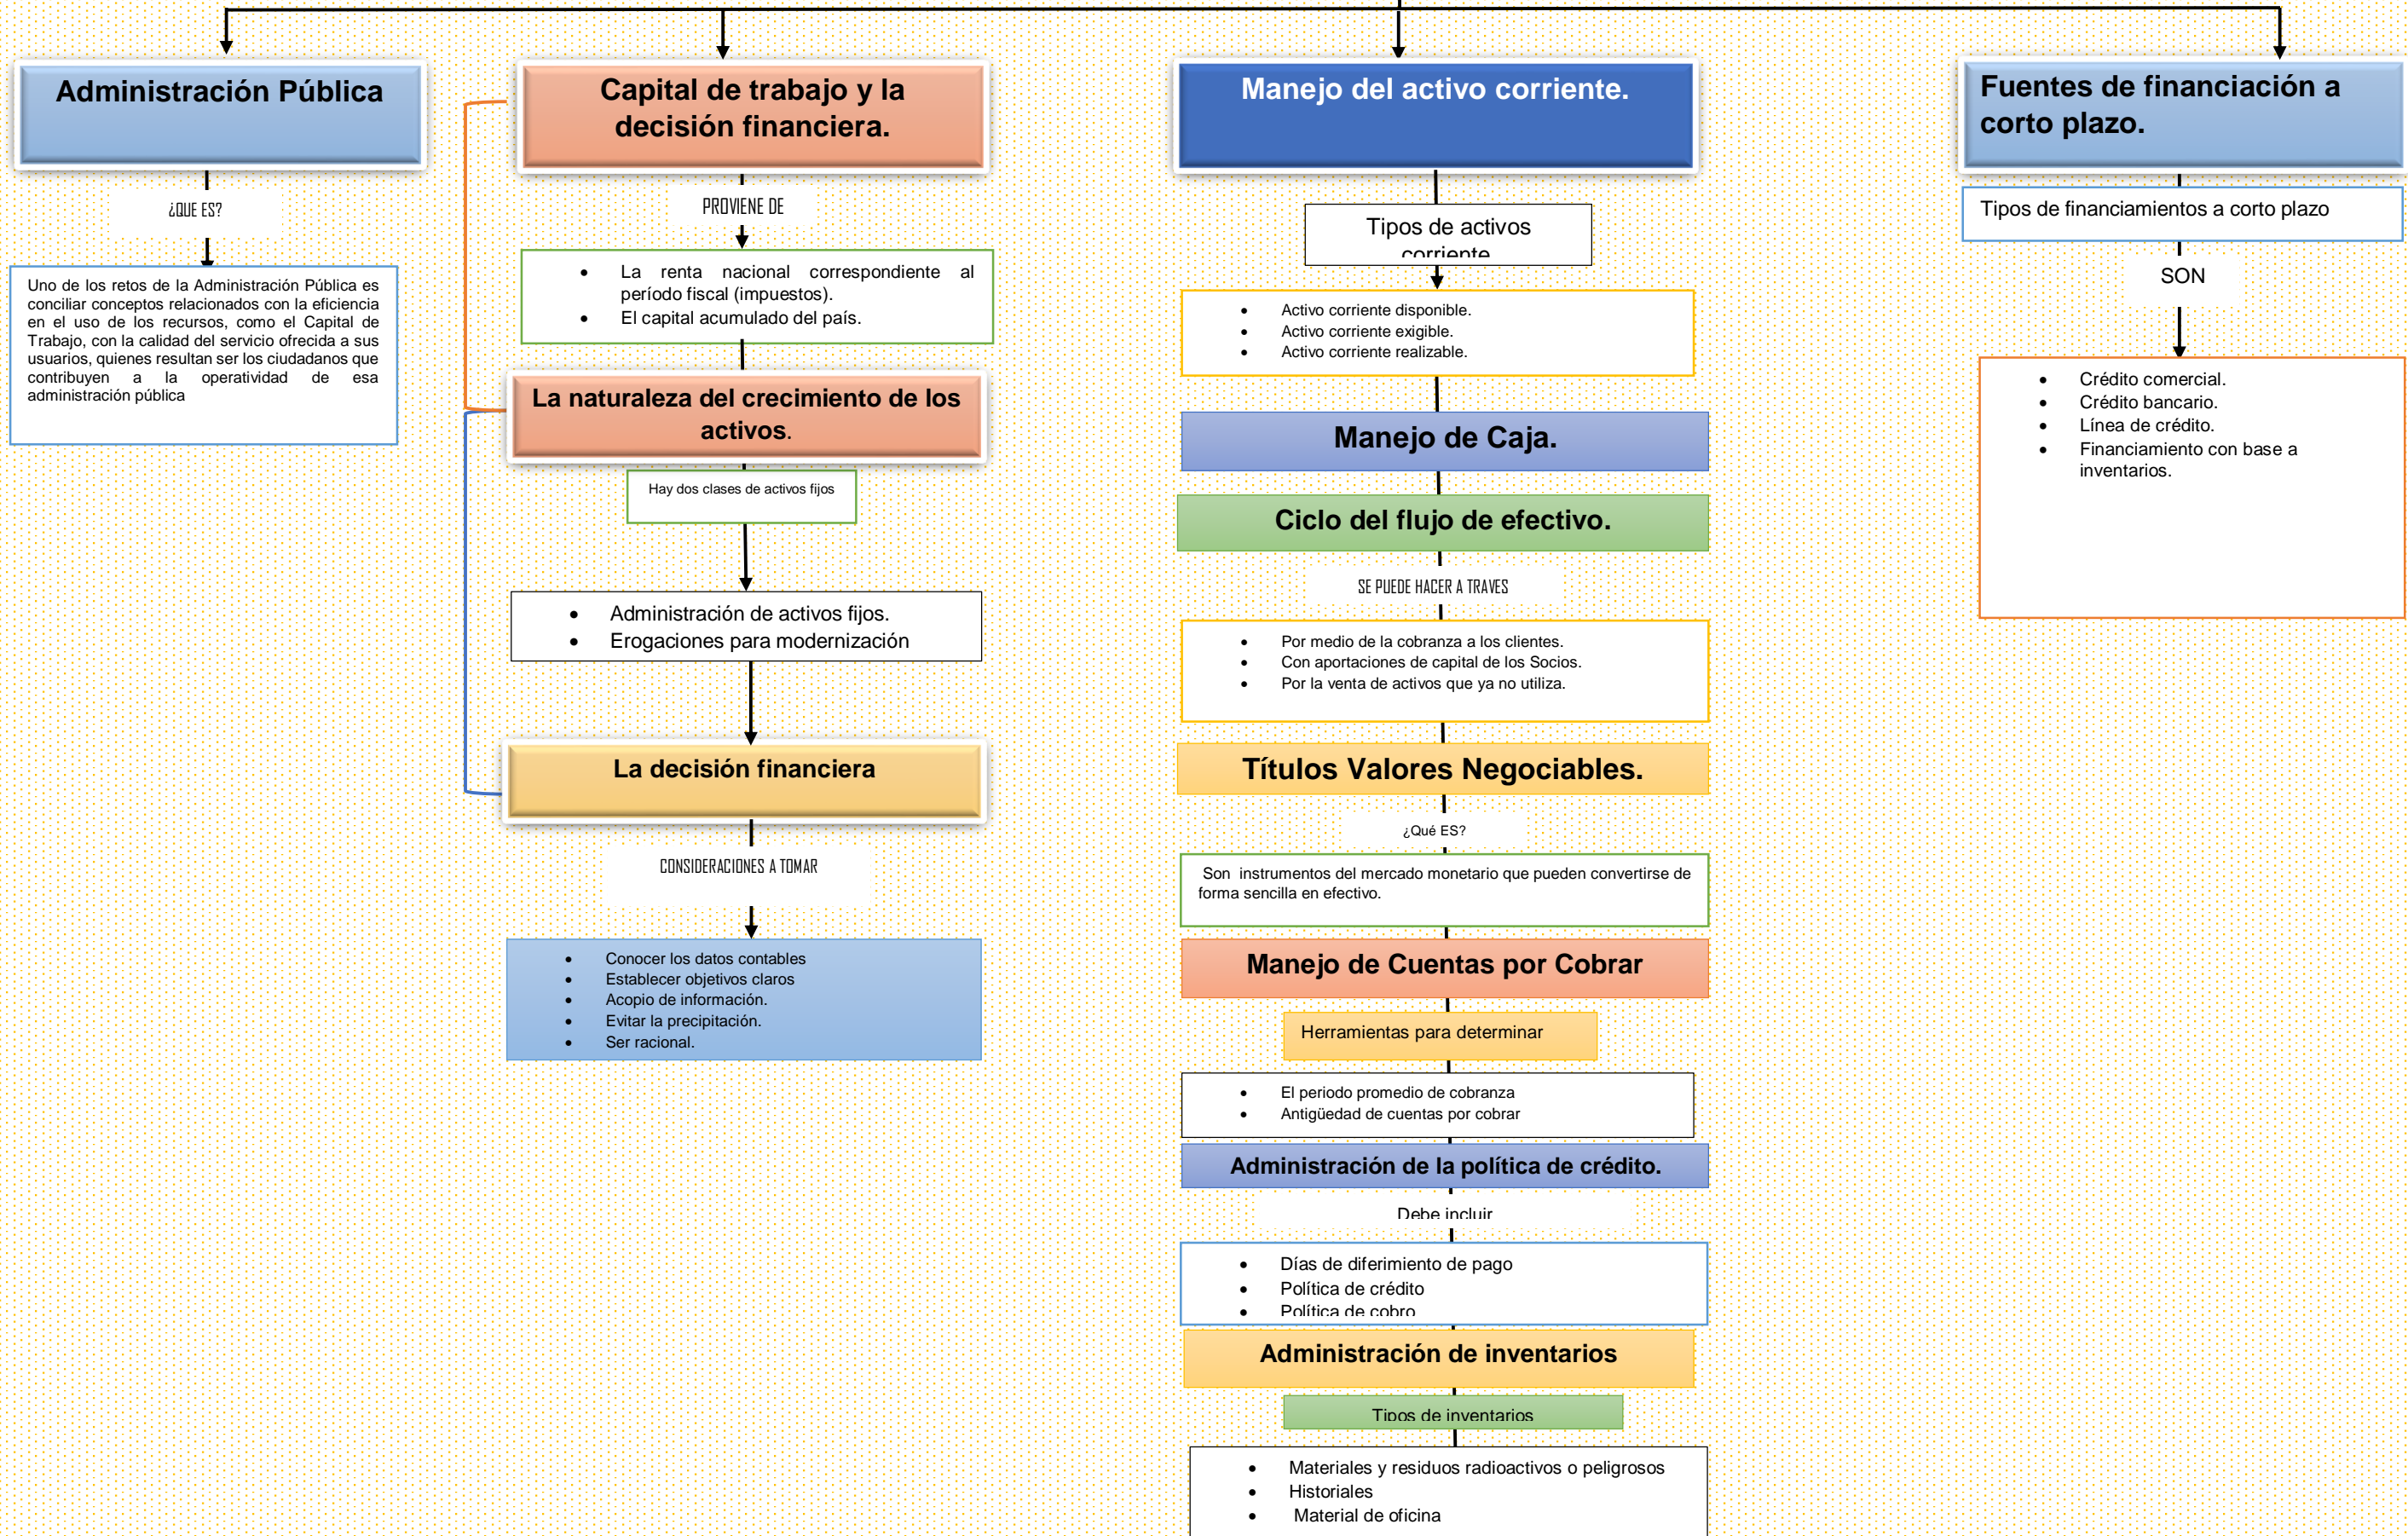 Administración Pública
¿QUE ES?
Uno de los retos de la Administración Pública es
conciliar conceptos relacionados con la eficiencia
en el uso de los recursos, como el Capital de
Trabajo, con la calidad del servicio ofrecida a sus
usuarios, quienes resultan ser los ciudadanos que
contribuyen a la operatividad de esa
administración pública
Capital de trabajo y la
decisión financiera.
PROVIENE DE
• La renta nacional correspondiente al
período fiscal (impuestos).
• El capital acumulado del país.
La naturaleza del crecimiento de los
activos.
Hay dos clases de activos fijos
• Administración de activos fijos.
• Erogaciones para modernización
La decisión financiera
CONSIDERACIONES A TOMAR
• Conocer los datos contables
• Establecer objetivos claros
• Acopio de información.
• Evitar la precipitación.
• Ser racional.
Manejo del activo corriente.
Tipos de activos
corriente
• Activo corriente disponible.
• Activo corriente exigible.
• Activo corriente realizable.
Manejo de Caja.
Ciclo del flujo de efectivo.
SE PUEDE HACER A TRAVES
• Por medio de la cobranza a los clientes.
• Con aportaciones de capital de los Socios.
• Por la venta de activos que ya no utiliza.
Títulos Valores Negociables.
¿Qué ES?
Son instrumentos del mercado monetario que pueden convertirse de
forma sencilla en efectivo.
Manejo de Cuentas por Cobrar
Herramientas para determinar
• El periodo promedio de cobranza
• Antigüedad de cuentas por cobrar
Administración de la política de crédito.
Debe incluir
• Días de diferimiento de pago
• Política de crédito
• Política de cobro
Administración de inventarios
Tipos de inventarios
• Materiales y residuos radioactivos o peligrosos
• Historiales
• Material de oficina
Fuentes de financiación a
corto plazo.
Tipos de financiamientos a corto plazo
SON
• Crédito comercial.
• Crédito bancario.
• Línea de crédito.
• Financiamiento con base a
inventarios.